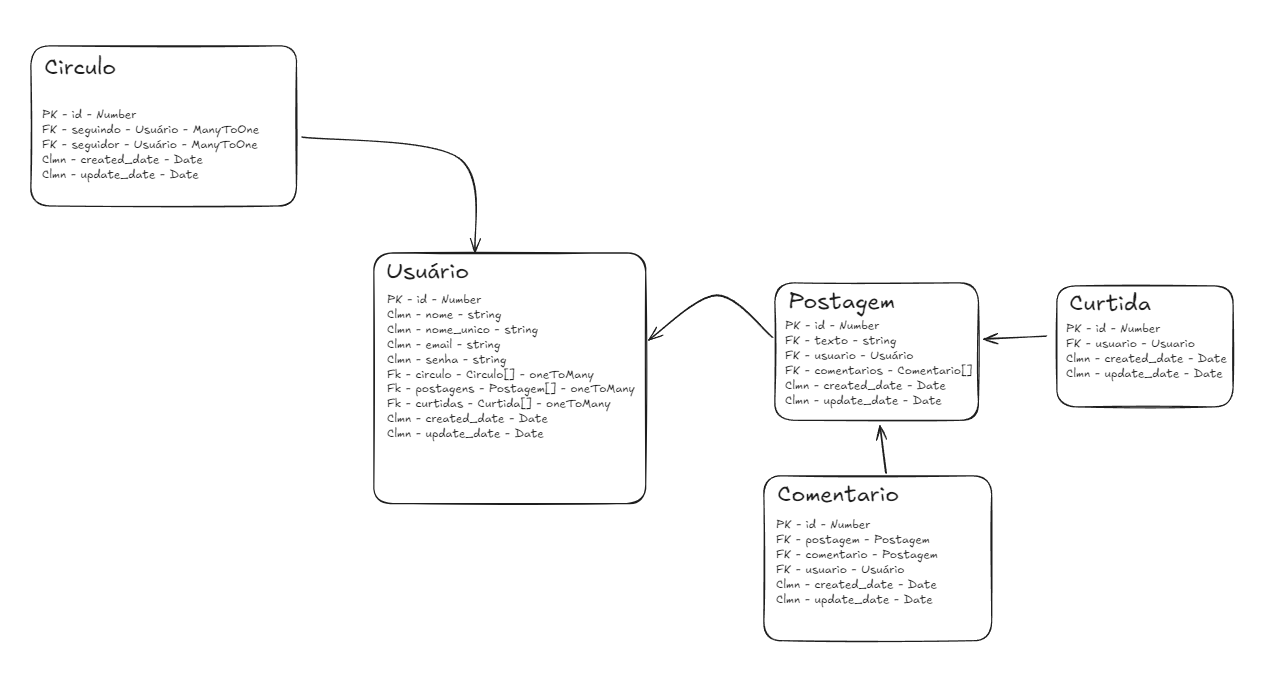 Circulo
PK - id - Number
FK - seguindo - Usuário - ManyToOne
FK - seguidor - Usuário - ManyToOne
Clmn - created_date - Date
Clmn - update_date - Date
Usuário
PK - id - Number
Clmn - nome - string
Clmn - nome_unico - string
Clmn - email - string
Clmn - senha - string
Fk - circulo - Circulo[] - oneToMany
Fk - postagens - Postagem[] - oneToMany
Fk - curtidas - Curtida[] - oneToMany
Clmn - created_date - Date
Clmn - update_date - Date
Postagem
PK - id - Number
FK - texto - string
FK - usuario - Usuário
FK - comentarios - Comentario[]
Clmn - created_date - Date
Clmn - update_date - Date
Curtida
PK - id - Number
FK - usuario - Usuario
Clmn - created_date - Date
Clmn - update_date - Date
Comentario
PK - id - Number
FK - postagem - Postagem
FK - comentario - Postagem
FK - usuario - Usuário
Clmn - created_date - Date
Clmn - update_date - Date